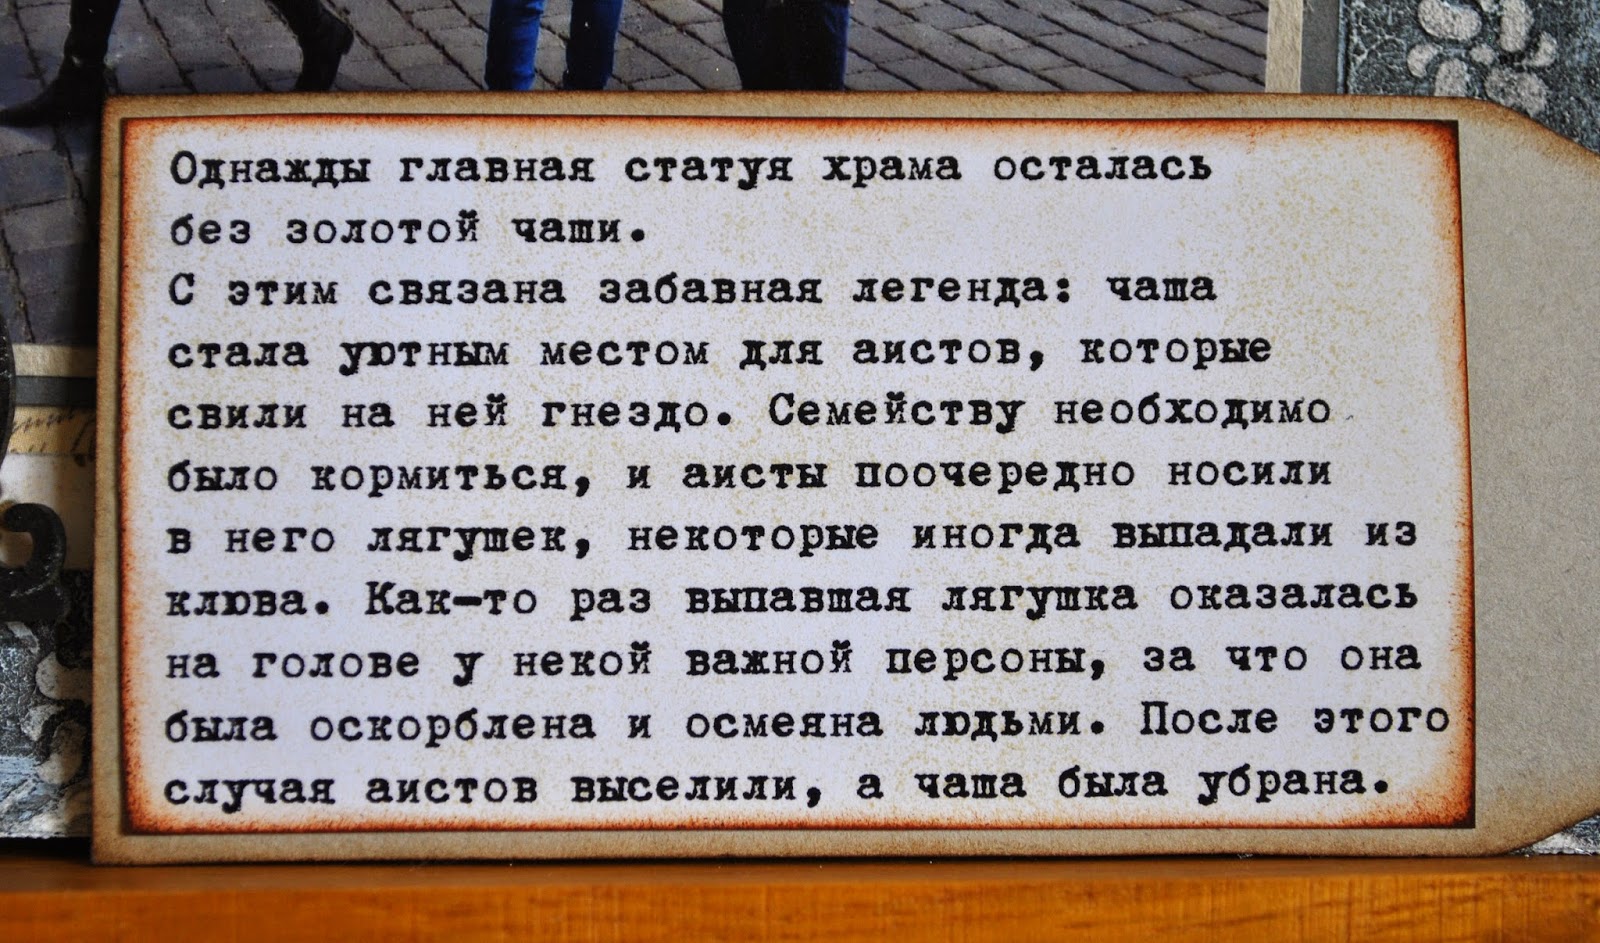 Однажды главная статуя храма осталась
без золотой чаши.
С этим связана забавная легенда: чаша
стала уютным местом для аистов, которые
свили на ней гнездо. Семейству необходимо
было кормиться, и аисты поочередно носили
в него лягушек, некоторые иногда выпадали из
клюва. Как-то раз выпавшая лягушка оказалась
на голове у некой важной персоны, за что она
была оскорблена и осмеяна людьми. После этого
случая аистов выселили, а чаша была убрана.